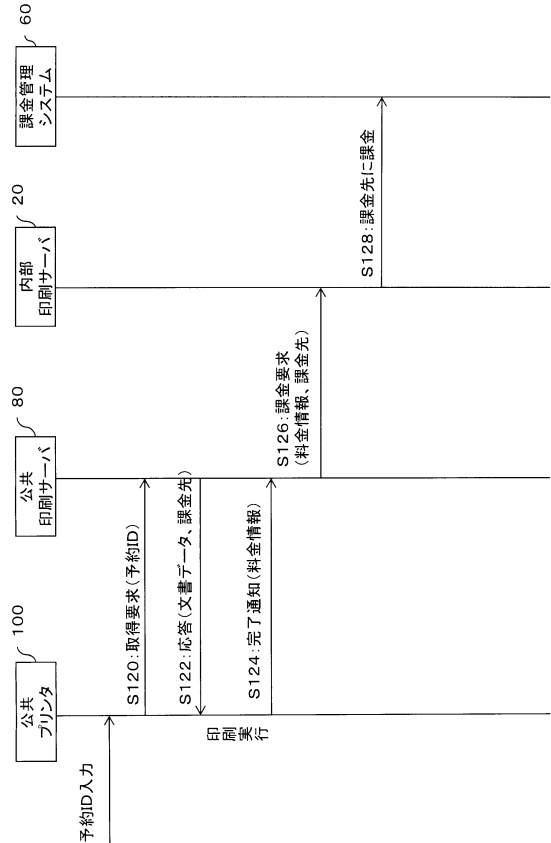 公共
プリンタ
100
公共
印刷サーバ
80
内部
印刷サーバ
20
課金管理
システム
60
予約ID入力
S120:取得要求(予約ID)
S122:応答(文書データ、課金先)
印刷実行
S124:完了通知(料金情報)
S126:課金要求
(料金情報、課金先)
S128:課金先に課金